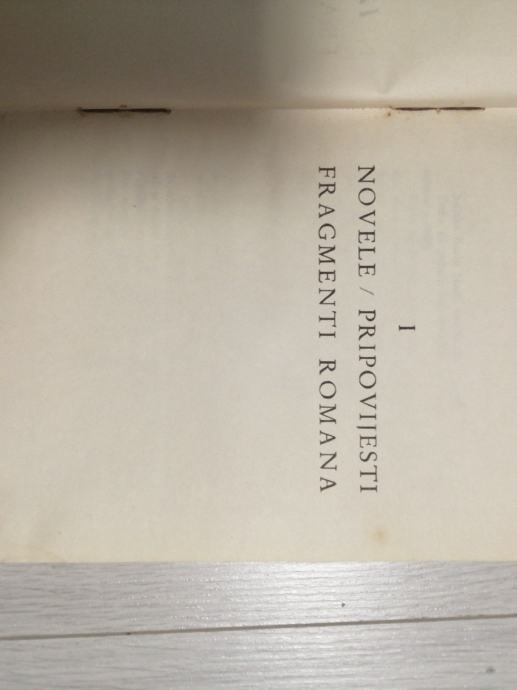 I
NOVELE / PRIPOVIJESTI
FRAGMENTI ROMANA